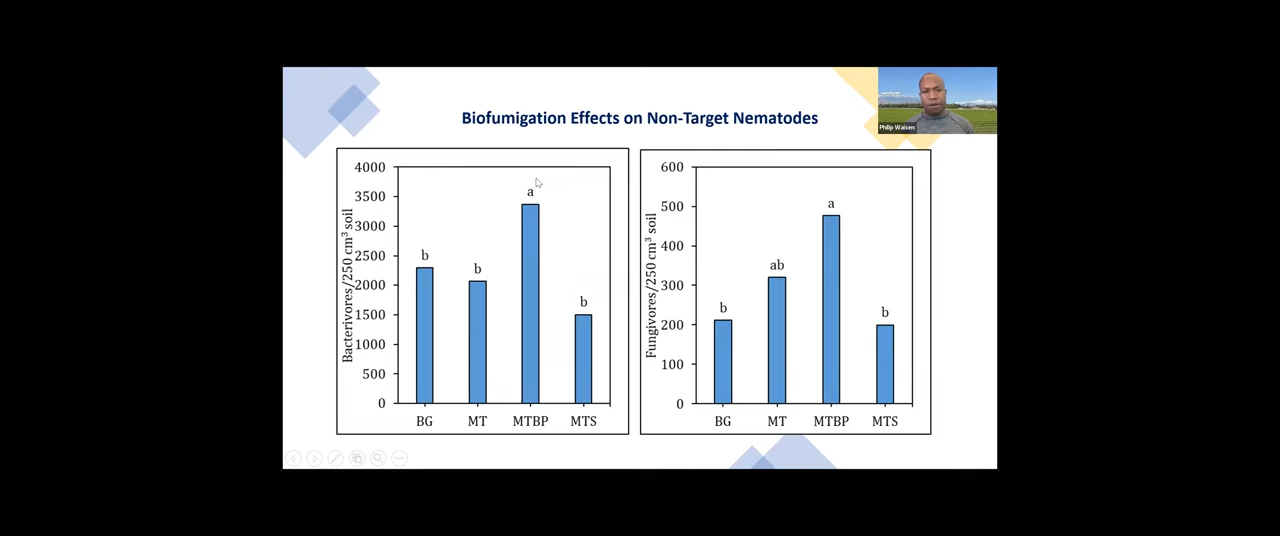 Biofumigation Effects on Non-Target Nematodes
Philip Waisen
Bacterivores/250 cm³ soil
4000
3500
3000
2500
2000
1500
1000
500
0
b
b
a
b
BG
MT
MTBP
MTS
Fungivores/250 cm³ soil
600
500
400
300
200
100
0
b
ab
a
b
BG
MT
MTBP
MTS